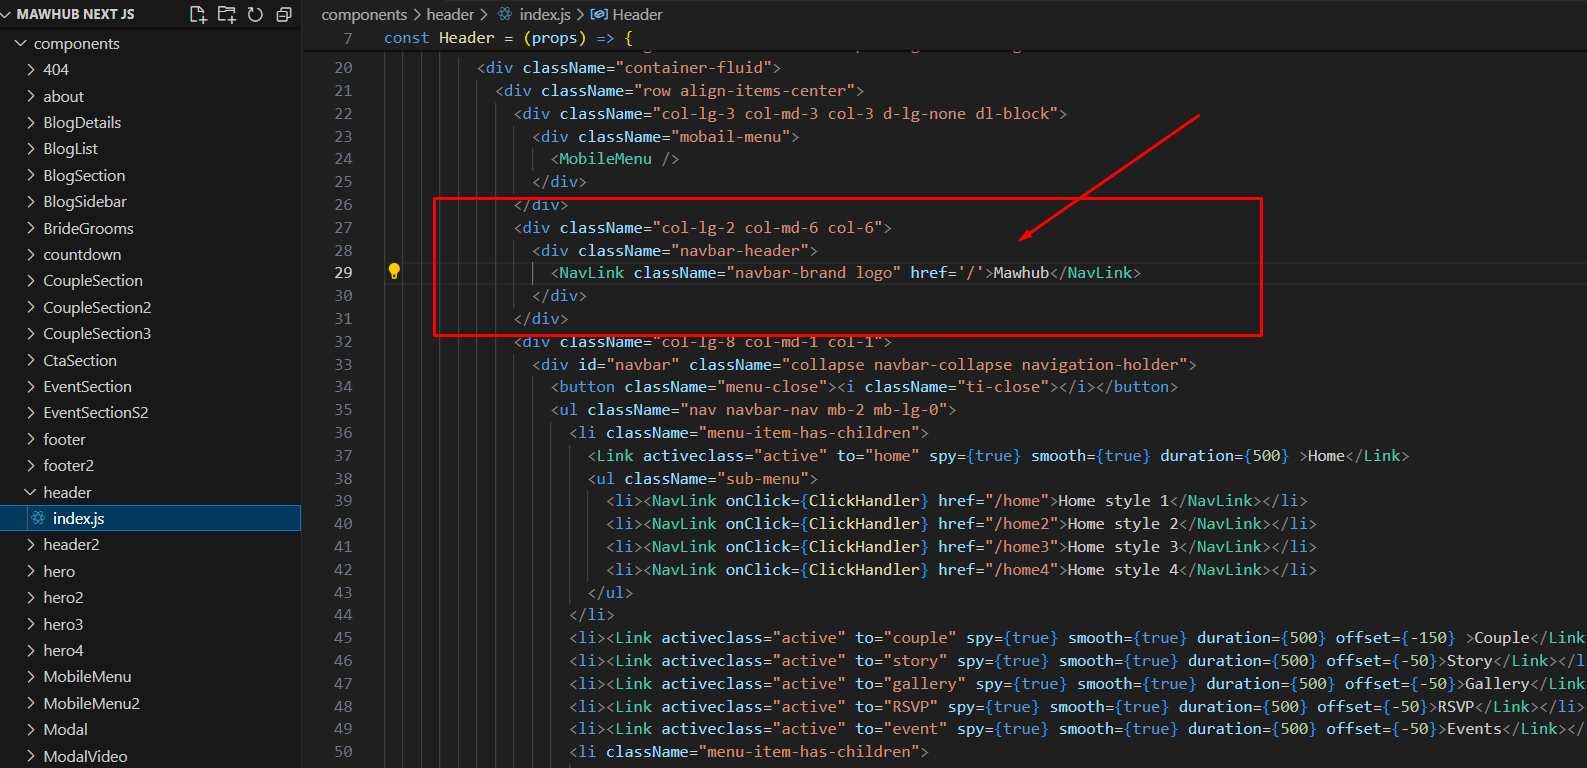 MAWHUB NEXT JS
components
404
about
BlogDetails
BlogList
BlogSection
BlogSidebar
BrideGrooms
countdown
CoupleSection
CoupleSection2
CoupleSection3
CtaSection
EventSection
EventSectionS2
footer
footer2
header
index.js
header2
hero
hero2
hero3
hero4
MobileMenu
MobileMenu2
Modal
ModalVideo
components > header > index.js > Header
7 const Header = (props) => {
20 <div className="container-fluid">
21 <div className="row align-items-center">
22 <div className="col-lg-3 col-md-3 col-3 d-lg-none dl-block">
23 <div className="mobail-menu">
24 <MobileMenu />
25 </div>
26 </div>
27 <div className="col-lg-2 col-md-6 col-6">
28 <div className="navbar-header">
29 <NavLink className="navbar-brand logo" href='/'>Mawhub</NavLink>
30 </div>
31 </div>
32 <div className="col-lg-8 col-md-1 col-1">
33 <div id="navbar" className="collapse navbar-collapse navigation-holder">
34 <button className="menu-close"><i className="ti-close"></i></button>
35 <ul className="nav navbar-nav mb-2 mb-lg-0">
36 <li className="menu-item-has-children">
37 <Link activeclass="active" to="home" spy={true} smooth={true} duration={500} >Home</Link>
38 <ul className="sub-menu">
39 <li><NavLink onClick={ClickHandler} href="/home">Home style 1</NavLink></li>
40 <li><NavLink onClick={ClickHandler} href="/home2">Home style 2</NavLink></li>
41 <li><NavLink onClick={ClickHandler} href="/home3">Home style 3</NavLink></li>
42 <li><NavLink onClick={ClickHandler} href="/home4">Home style 4</NavLink></li>
43 </ul>
44 </li>
45 <li><Link activeclass="active" to="couple" spy={true} smooth={true} duration={500} offset={-150} >Couple</Link
46 <li><Link activeclass="active" to="story" spy={true} smooth={true} duration={500} offset={-50}>Story</Link></l
47 <li><Link activeclass="active" to="gallery" spy={true} smooth={true} duration={500} offset={-50}>Gallery</Link
48 <li><Link activeclass="active" to="RSVP" spy={true} smooth={true} duration={500} offset={-50}>RSVP</Link></li>
49 <li><Link activeclass="active" to="event" spy={true} smooth={true} duration={500} offset={-50}>Events</Link></
50 <li className="menu-item-has-children">